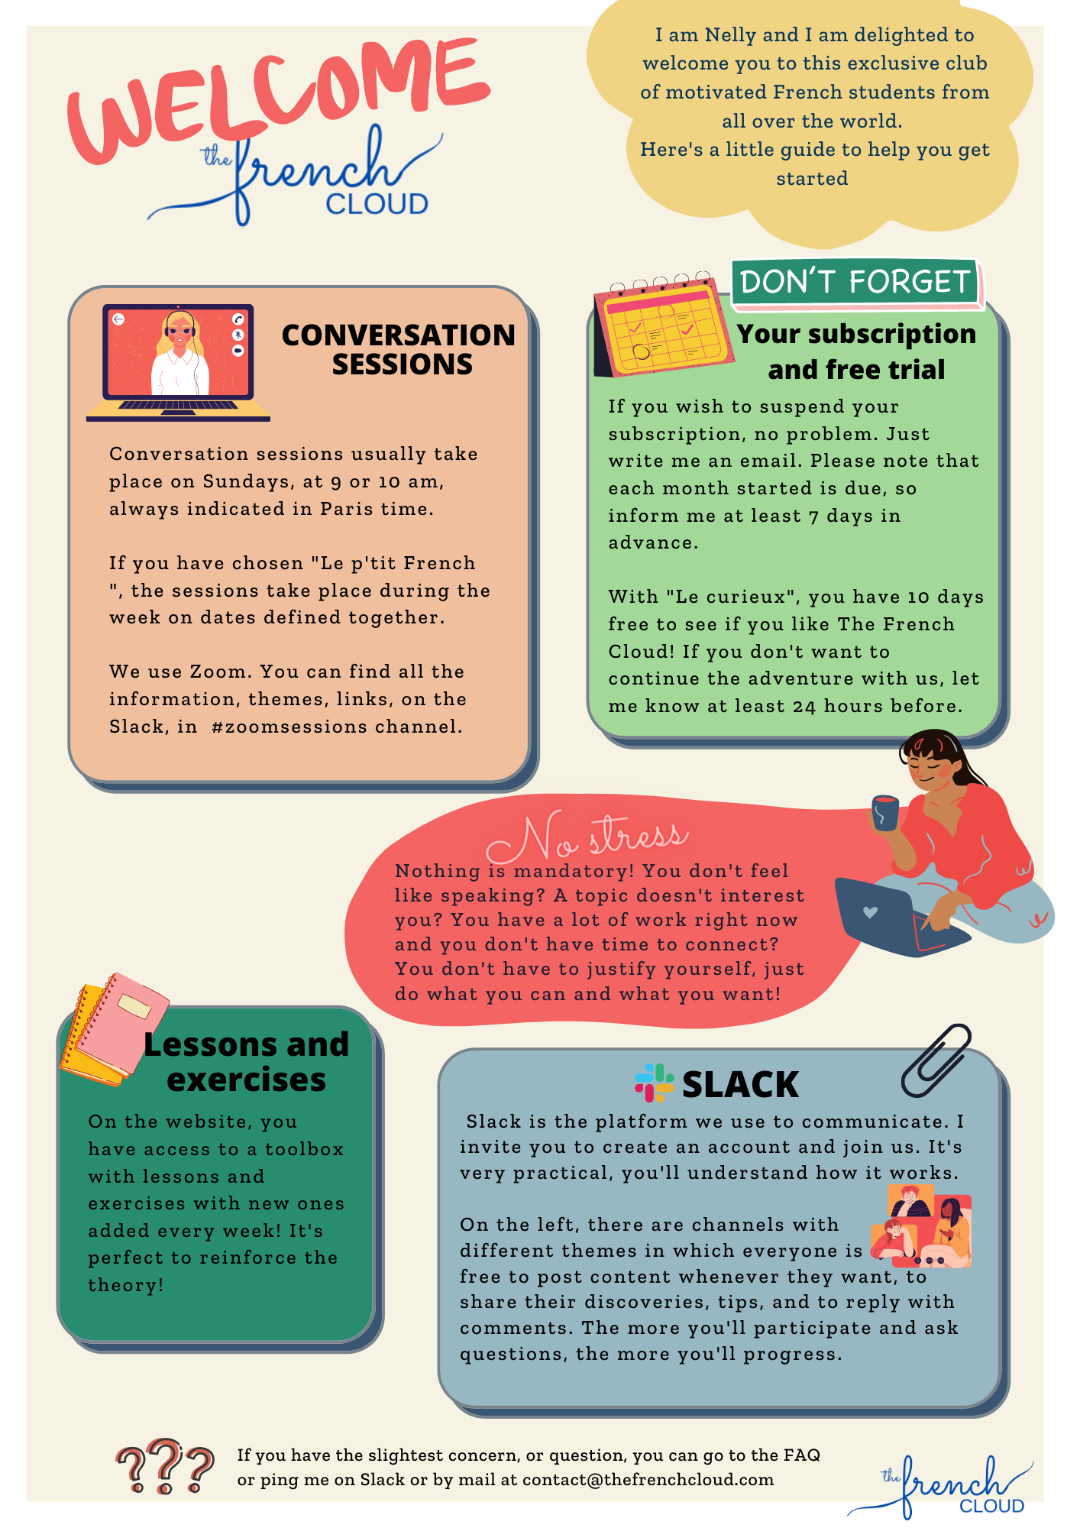 WELCOME
the french
CLOUD
I am Nelly and I am delighted to
welcome you to this exclusive club
of motivated French students from
all over the world.
Here's a little guide to help you get
started
CONVERSATION
SESSIONS
Conversation sessions usually take
place on Sundays, at 9 or 10 am,
always indicated in Paris time.
If you have chosen "Le p'tit French
", the sessions take place during the
week on dates defined together.
We use Zoom. You can find all the
information, themes, links, on the
Slack, in #zoomsessions channel.
DON'T FORGET
Your subscription
and free trial
If you wish to suspend your
subscription, no problem. Just
write me an email. Please note that
each month started is due, so
inform me at least 7 days in
advance.
With "Le curieux", you have 10 days
free to see if you like The French
Cloud! If you don't want to
continue the adventure with us, let
me know at least 24 hours before.
No stress
Nothing is mandatory! You don't feel
like speaking? A topic doesn't interest
you? You have a lot of work right now
and you don't have time to connect?
You don't have to justify yourself, just
do what you can and what you want!
Lessons and
exercises
On the website, you
have access to a toolbox
with lessons and
exercises with new ones
added every week! It's
perfect to reinforce the
theory!
SLACK
Slack is the platform we use to communicate. I
invite you to create an account and join us. It's
very practical, you'll understand how it works.
On the left, there are channels with
different themes in which everyone is
free to post content whenever they want, to
share their discoveries, tips, and to reply with
comments. The more you'll participate and ask
questions, the more you'll progress.
???
If you have the slightest concern, or question, you can go to the FAQ
or ping me on Slack or by mail at contact@thefrenchcloud.com
the french
CLOUD